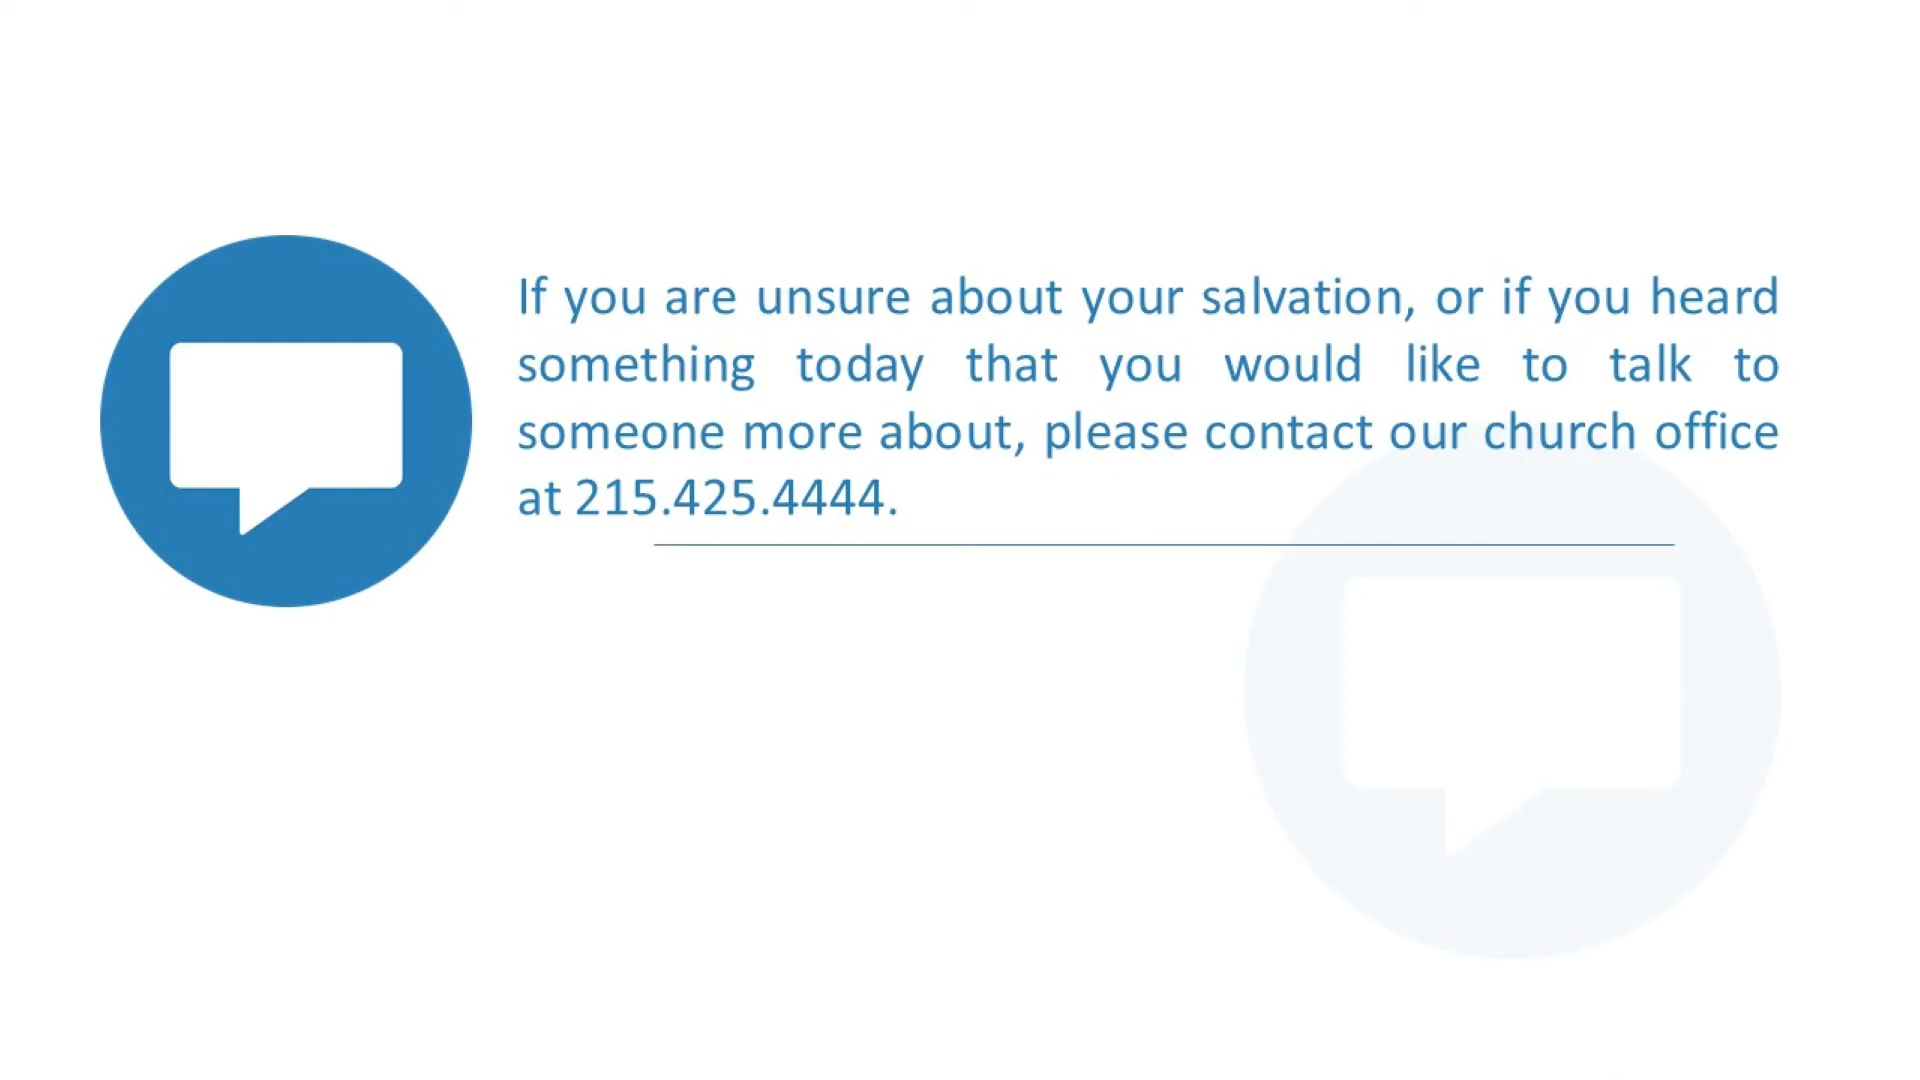 If you are unsure about your salvation, or if you heard
something today that you would like to talk to
someone more about, please contact our church office
at 215.425.4444.